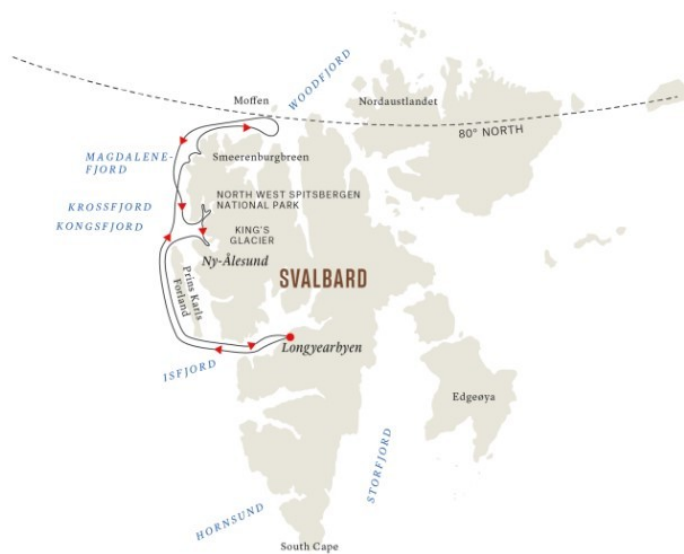 WOODFJORD
Moffen
Nordaustlandet
80° NORTH
MAGDALENE-
FJORD
Smeerenburgbreen
KROSSFJORD
NORTH WEST SPITSBERGEN
NATIONAL PARK
KONGSFJORD
KING'S
GLACIER
Ny-Ålesund
Prins Karls
Forland
SVALBARD
Longyearbyen
ISFJORD
Edgeøya
STORFJORD
HORNSUND
South Cape